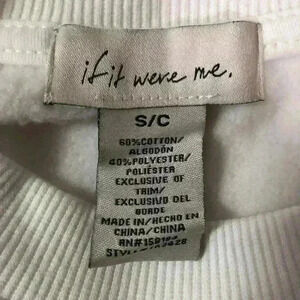 if it were me.
S/C
60%COTTON/
ALGODÓN
40%POLYESTER/
POLIÉSTER
EXCLUSIVE OF
TRIM/
EXCLUSIVO DEL
BORDE
MADE IN/HECHO EN
CHINA/CHINA